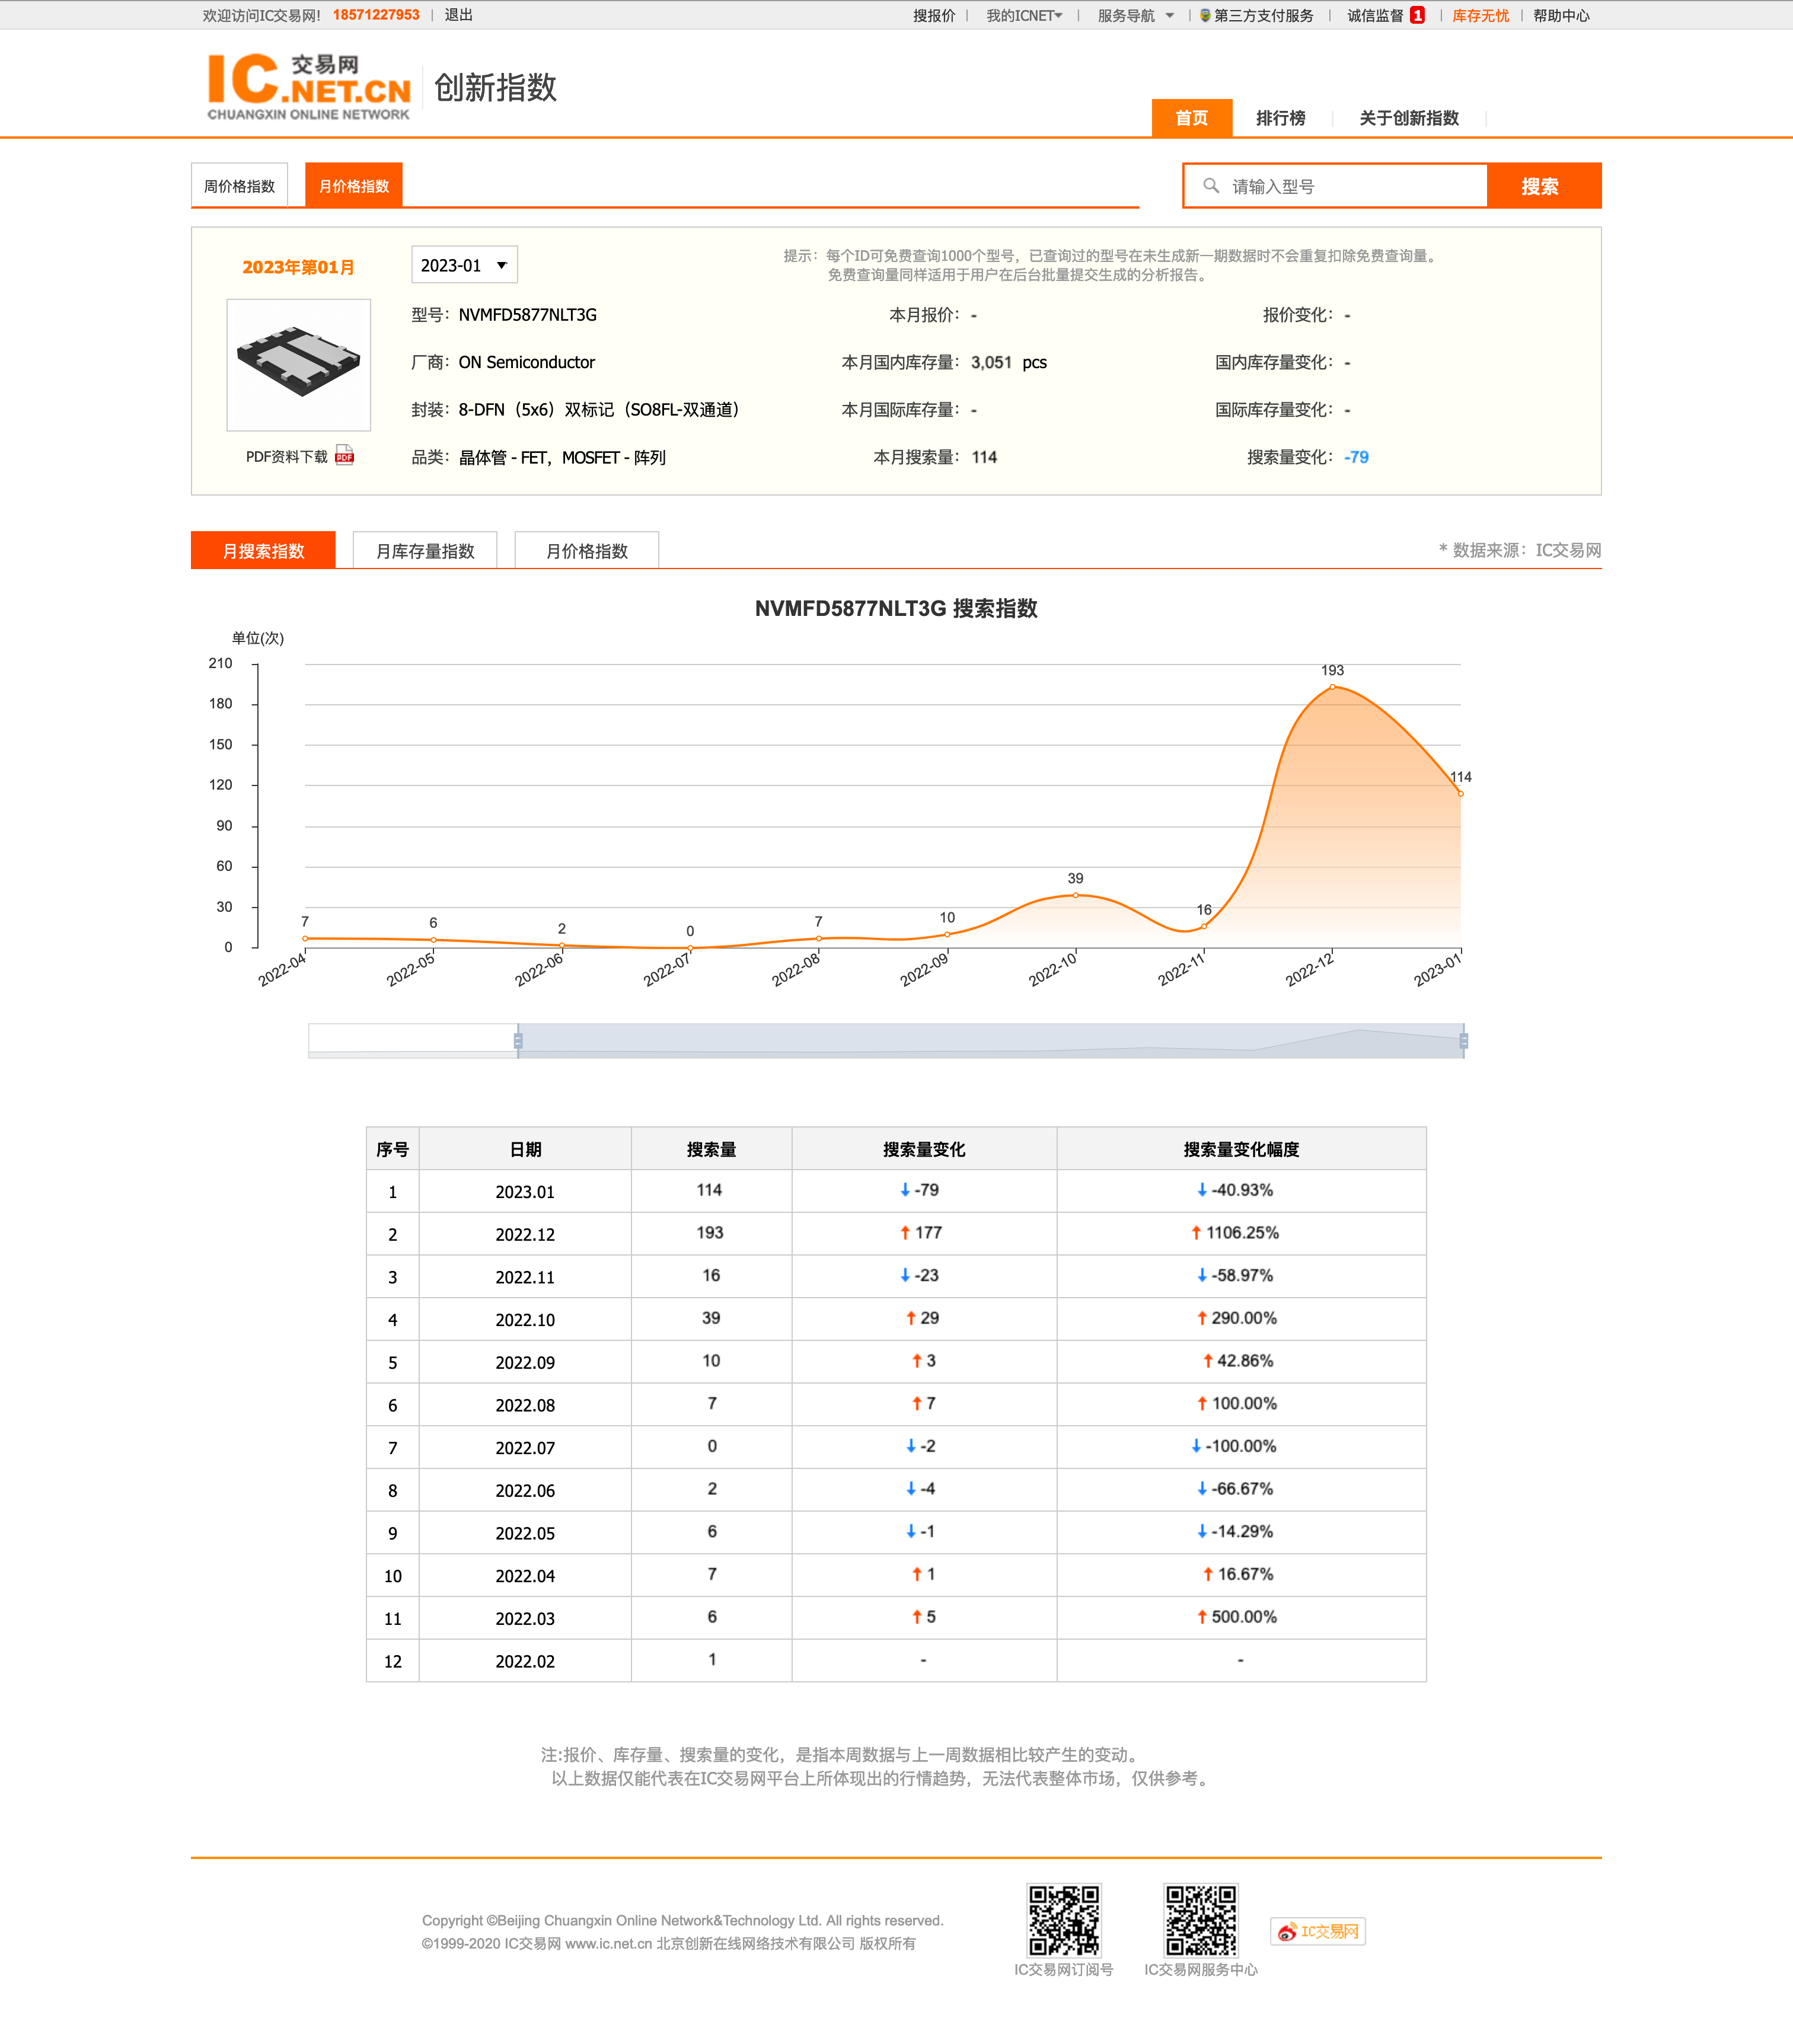 欢迎访问IC交易网! 18571227953 | 退出 搜报价 | 我的ICNET | 服务导航 | 第三方支付服务 | 诚信监督 1 | 库存无忧 | 帮助中心
IC.NET.CN 交易网
CHUANGXIN ONLINE NETWORK
创新指数
首页 排行榜 关于创新指数
周价格指数 月价格指数 请输入型号 搜索
2023年第01月 2023-01
提示：每个ID可免费查询1000个型号，已查询过的型号在未生成新一期数据时不会重复扣除免费查询量。
免费查询量同样适用于用户在后台批量提交生成的分析报告。
型号：NVMFD5877NLT3G 本月报价： - 报价变化： -
厂商：ON Semiconductor 本月国内库存量： 3,051 pcs 国内库存量变化： -
封装：8-DFN（5x6）双标记（SO8FL-双通道） 本月国际库存量： - 国际库存量变化： -
PDF资料下载 PDF 品类：晶体管 - FET，MOSFET - 阵列 本月搜索量： 114 搜索量变化： -79
月搜索指数 月库存量指数 月价格指数 * 数据来源：IC交易网
NVMFD5877NLT3G 搜索指数
单位(次)
210
180
150
120
90
60
30
0
7 6 2 0 7 10 39 16 193 114
2022-04 2022-05 2022-06 2022-07 2022-08 2022-09 2022-10 2022-11 2022-12 2023-01
序号 日期 搜索量 搜索量变化 搜索量变化幅度
1 2023.01 114 ↓ -79 ↓ -40.93%
2 2022.12 193 ↑ 177 ↑ 1106.25%
3 2022.11 16 ↓ -23 ↓ -58.97%
4 2022.10 39 ↑ 29 ↑ 290.00%
5 2022.09 10 ↑ 3 ↑ 42.86%
6 2022.08 7 ↑ 7 ↑ 100.00%
7 2022.07 0 ↓ -2 ↓ -100.00%
8 2022.06 2 ↓ -4 ↓ -66.67%
9 2022.05 6 ↓ -1 ↓ -14.29%
10 2022.04 7 ↑ 1 ↑ 16.67%
11 2022.03 6 ↑ 5 ↑ 500.00%
12 2022.02 1 - -
注:报价、库存量、搜索量的变化，是指本周数据与上一周数据相比较产生的变动。
以上数据仅能代表在IC交易网平台上所体现出的行情趋势，无法代表整体市场，仅供参考。
Copyright ©Beijing Chuangxin Online Network&Technology Ltd. All rights reserved.
©1999-2020 IC交易网 www.ic.net.cn 北京创新在线网络技术有限公司 版权所有
IC交易网订阅号 IC交易网服务中心 IC交易网